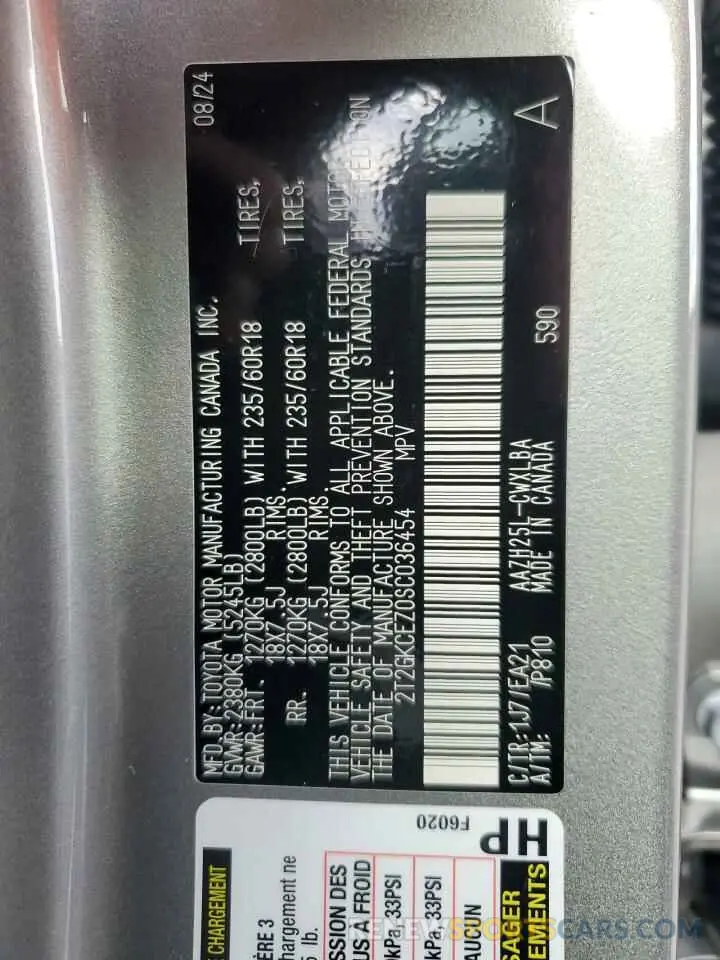 MFD.BY:TOYOTA MOTOR MANUFACTURING CANADA INC. 08/24
GVWR:2380KG (5245LB)
GAWR:FRT. 1270KG (2800LB) WITH 235/60R18 TIRES,
18X7.5J RIMS.
RR. 1270KG (2800LB) WITH 235/60R18 TIRES,
18X7.5J RIMS.
THIS VEHICLE CONFORMS TO ALL APPLICABLE FEDERAL MOTOR
VEHICLE SAFETY AND THEFT PREVENTION STANDARDS IN EFFECT ON
THE DATE OF MANUFACTURE SHOWN ABOVE.
2T2GKCEZ0SC036454 MPV
C/TR:1J7/EA21 AAZH25L-CWXLBA 590 A
A/TM: /P810 MADE IN CANADA
F6020
HP
CHARGEMENT
ÈRE 3
chargement ne
lb.
SSION DES
US A FROID
kPa, 33PSI
kPa, 33PSI
AUCUN
SAGER
EMENTS
RENEWSPORTSCARS.COM